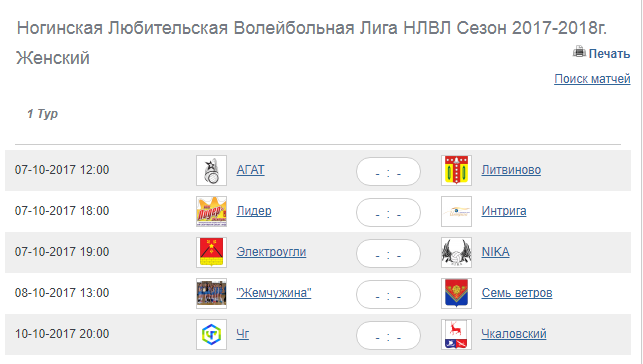 Ногинская Любительская Волейбольная Лига НЛВЛ Сезон 2017-2018г.
Женский
Печать
Поиск матчей
1 Тур
07-10-2017 12:00 АГАТ - : - Литвиново
07-10-2017 18:00 Лидер - : - Интрига
07-10-2017 19:00 Электроугли - : - NIKA
08-10-2017 13:00 "Жемчужина" - : - Семь ветров
10-10-2017 20:00 Чг - : - Чкаловский